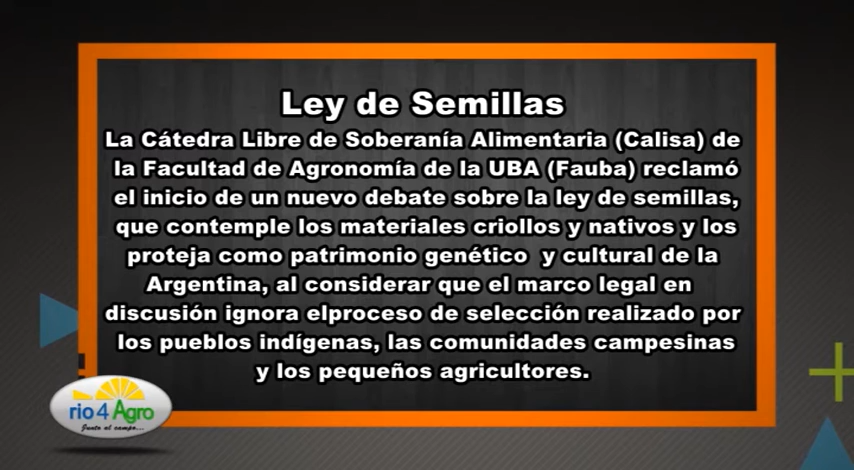 Ley de Semillas
La Cátedra Libre de Soberanía Alimentaria (Calisa) de
la Facultad de Agronomía de la UBA (Fauba) reclamó
el inicio de un nuevo debate sobre la ley de semillas,
que contemple los materiales criollos y nativos y los
proteja como patrimonio genético y cultural de la
Argentina, al considerar que el marco legal en
discusión ignora elproceso de selección realizado por
los pueblos indígenas, las comunidades campesinas
y los pequeños agricultores.
rio 4 Agro
Junto al campo...